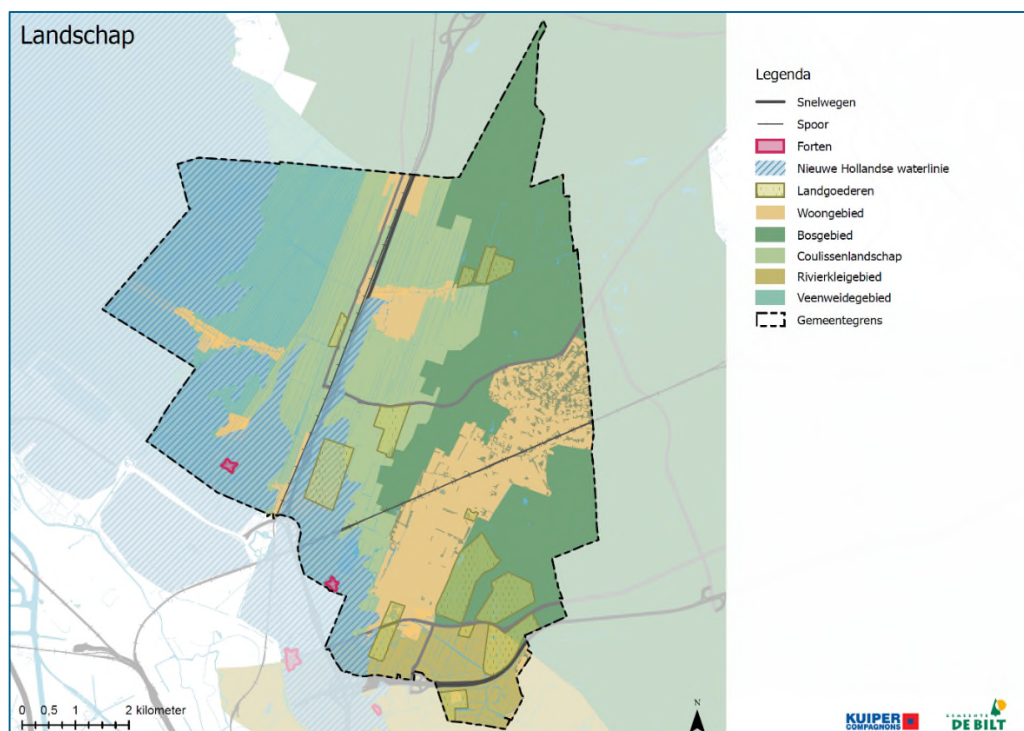 Landschap
Legenda
Snelwegen
Spoor
Forten
Nieuwe Hollandse waterlinie
Landgoederen
Woongebied
Bosgebied
Coulissenlandschap
Rivierkleigebied
Veenweidegebied
Gemeentegrens
0 0,5 1 2 kilometer
N
KUIPER
COMPAGNONS
GEMEENTE
DE BILT